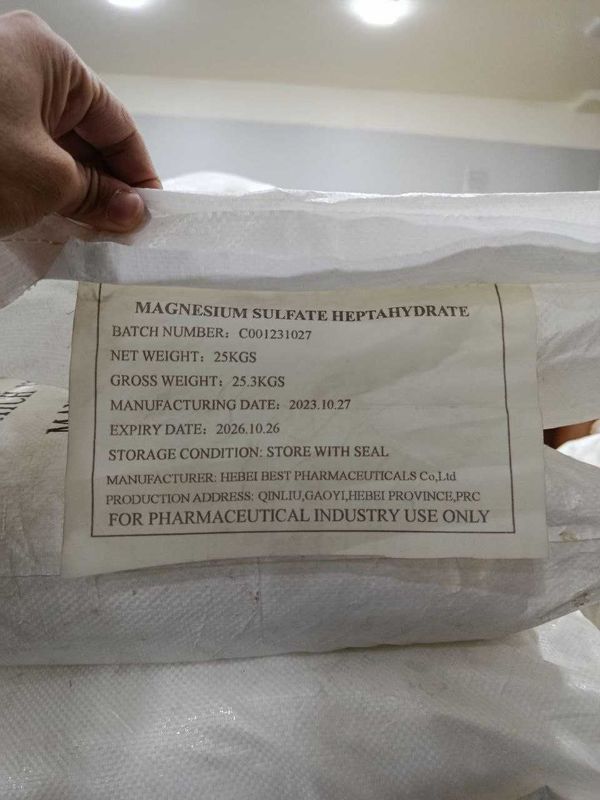 MAGNESIUM SULFATE HEPTAHYDRATE
BATCH NUMBER: C001231027
NET WEIGHT: 25KGS
GROSS WEIGHT: 25.3KGS
MANUFACTURING DATE: 2023.10.27
EXPIRY DATE: 2026.10.26
STORAGE CONDITION: STORE WITH SEAL
MANUFACTURER: HEBEI BEST PHARMACEUTICALS Co,Ltd
PRODUCTION ADDRESS: QINLIU,GAOYI,HEBEI PROVINCE,PRC
FOR PHARMACEUTICAL INDUSTRY USE ONLY